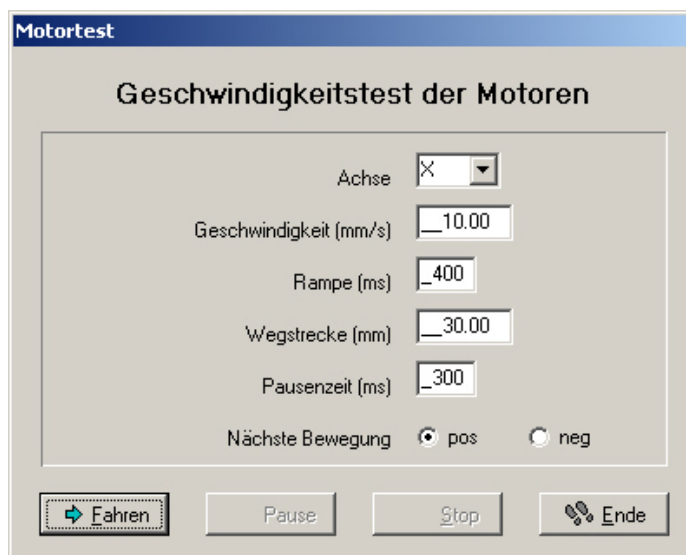 Motortest
Geschwindigkeitstest der Motoren
Achse X
Geschwindigkeit (mm/s) __10.00
Rampe (ms) _400
Wegstrecke (mm) __30.00
Pausenzeit (ms) _300
Nächste Bewegung pos neg
Fahren Pause Stop Ende